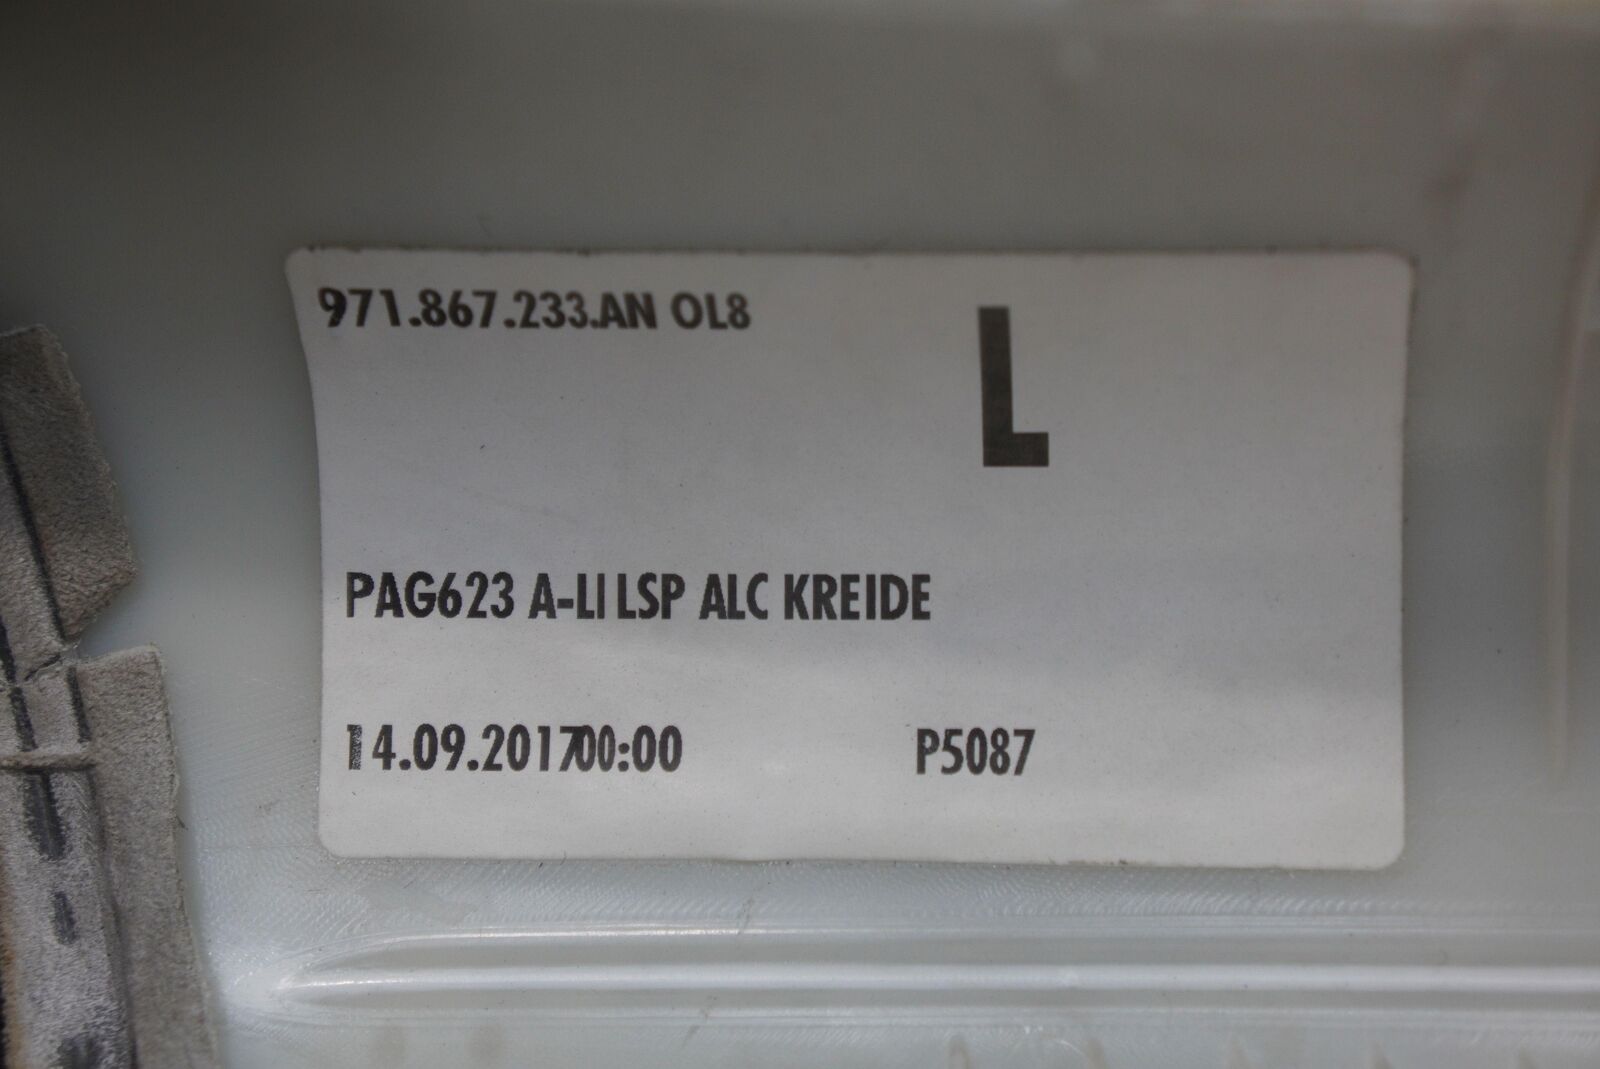 971.867.233.AN OL8
L
PAG623 A-LI LSP ALC KREIDE
14.09.201700:00 P5087